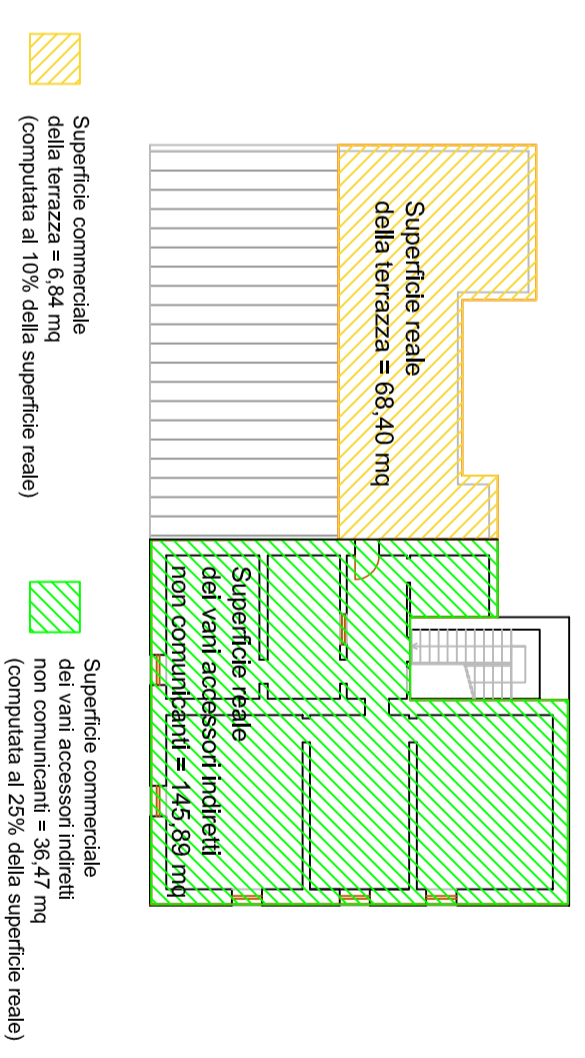 Superficie reale
della terrazza = 68,40 mq
Superficie reale
dei vani accessori indiretti
non comunicanti = 145,89 mq
Superficie commerciale
della terrazza = 6,84 mq
(computata al 10% della superficie reale)
Superficie commerciale
dei vani accessori indiretti
non comunicanti = 36,47 mq
(computata al 25% della superficie reale)